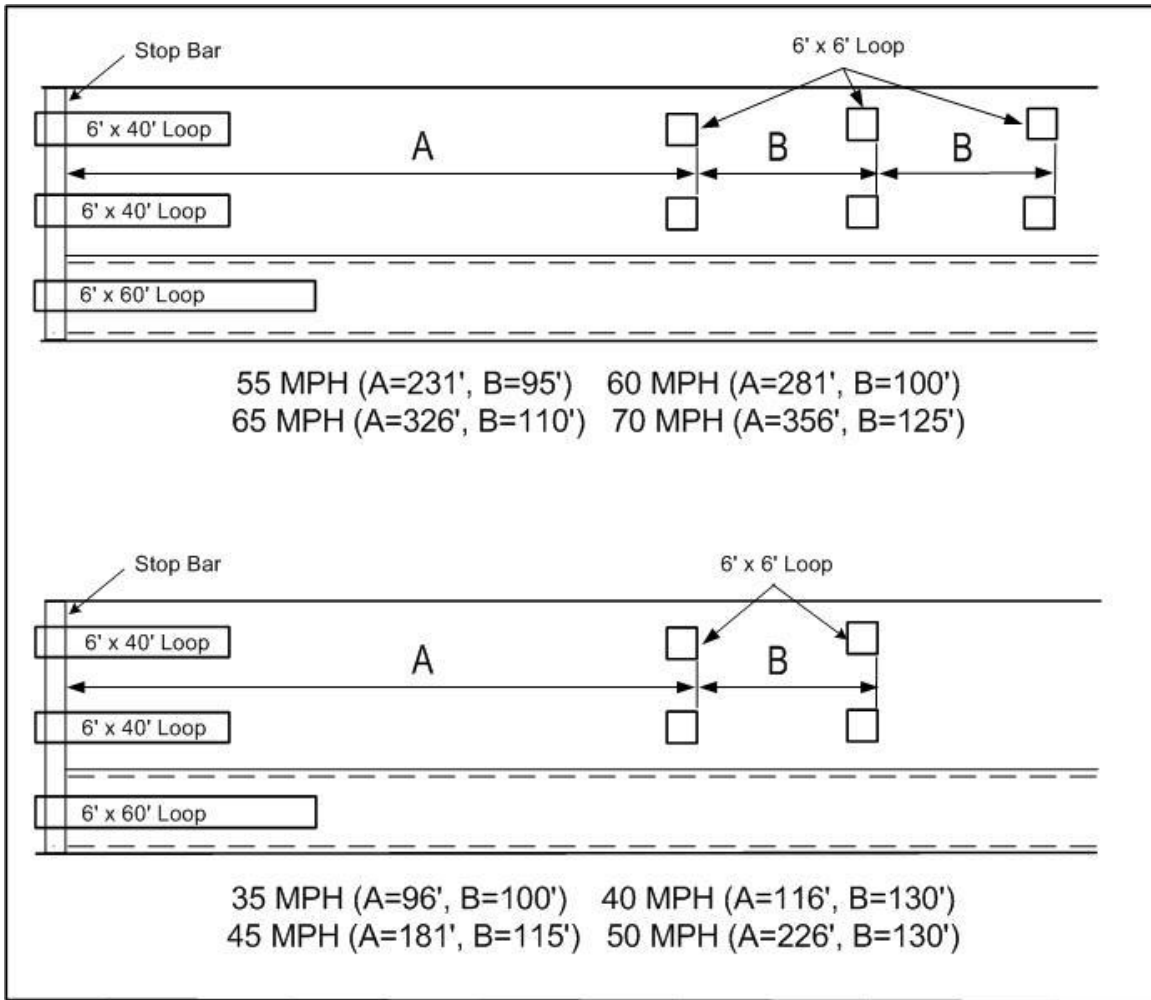 Stop Bar
6' x 6' Loop
6' x 40' Loop
A
B
B
6' x 40' Loop
6' x 60' Loop
55 MPH (A=231', B=95') 60 MPH (A=281', B=100')
65 MPH (A=326', B=110') 70 MPH (A=356', B=125')
Stop Bar
6' x 6' Loop
6' x 40' Loop
A
B
6' x 40' Loop
6' x 60' Loop
35 MPH (A=96', B=100') 40 MPH (A=116', B=130')
45 MPH (A=181', B=115') 50 MPH (A=226', B=130')